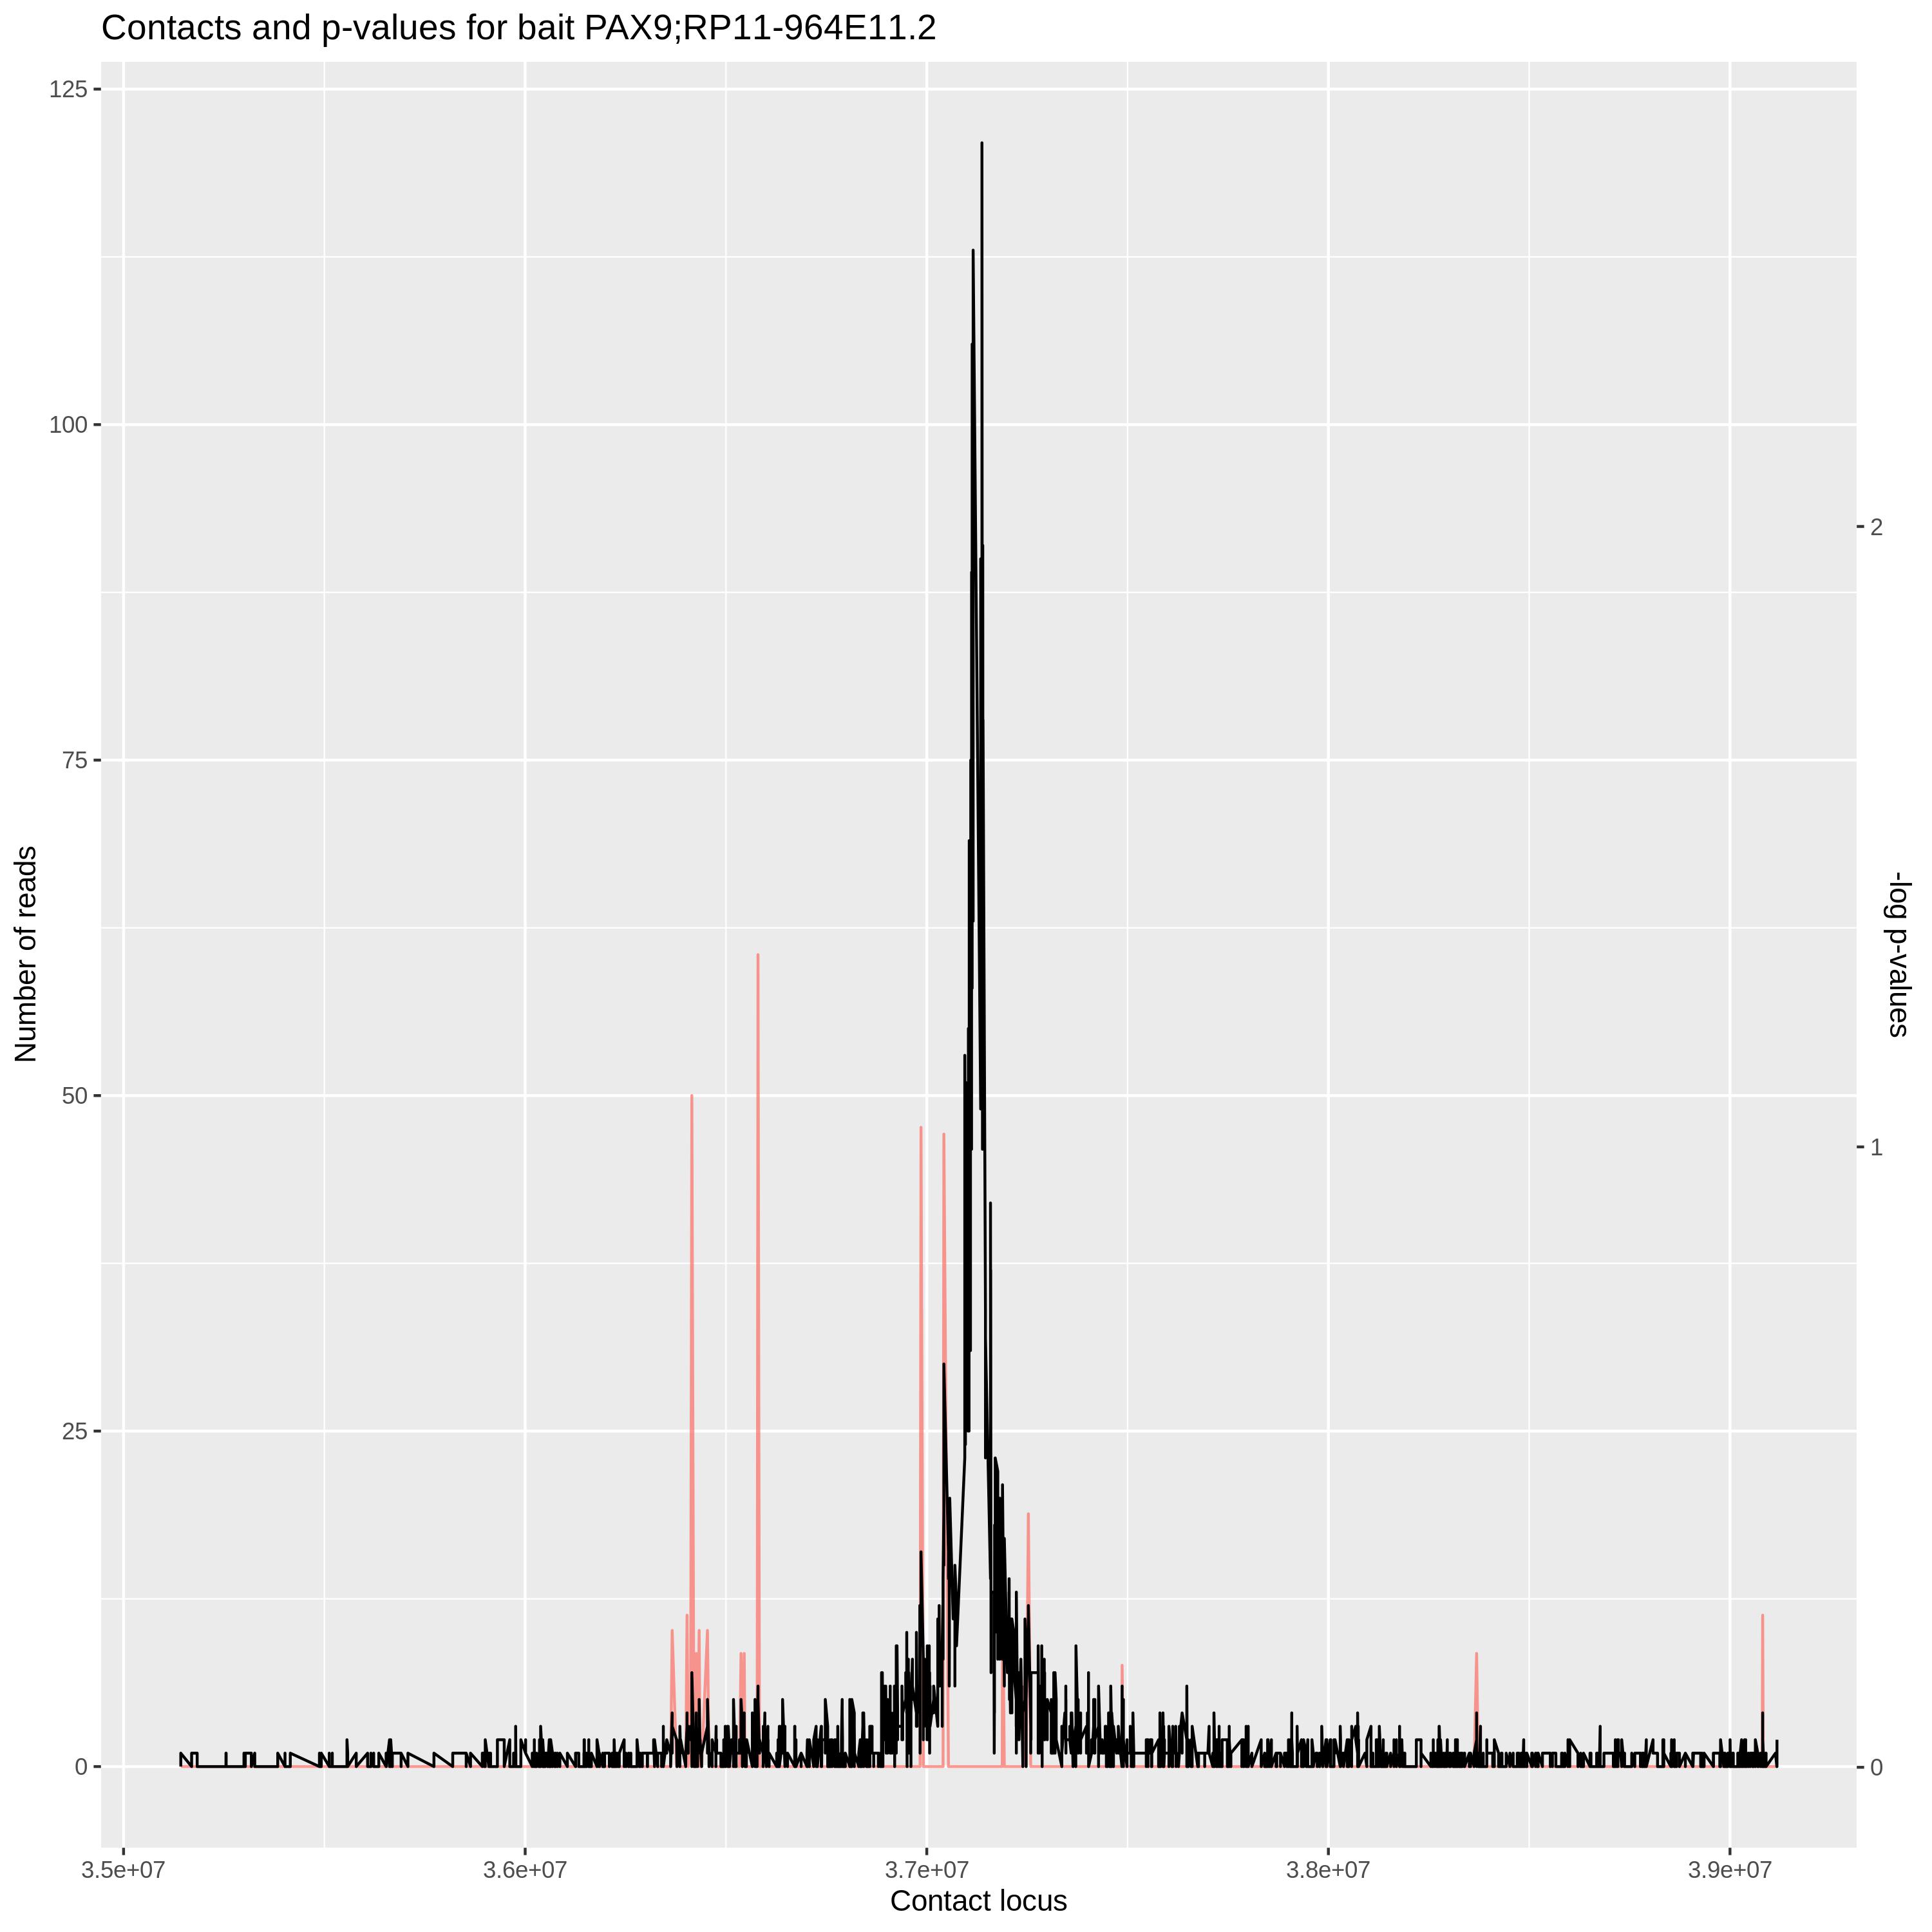 Contacts and p-values for bait PAX9;RP11-964E11.2
125
100
75
50
25
0
Number of reads
2
1
0
-log p-values
3.5e+07
3.6e+07
3.7e+07
3.8e+07
3.9e+07
Contact locus